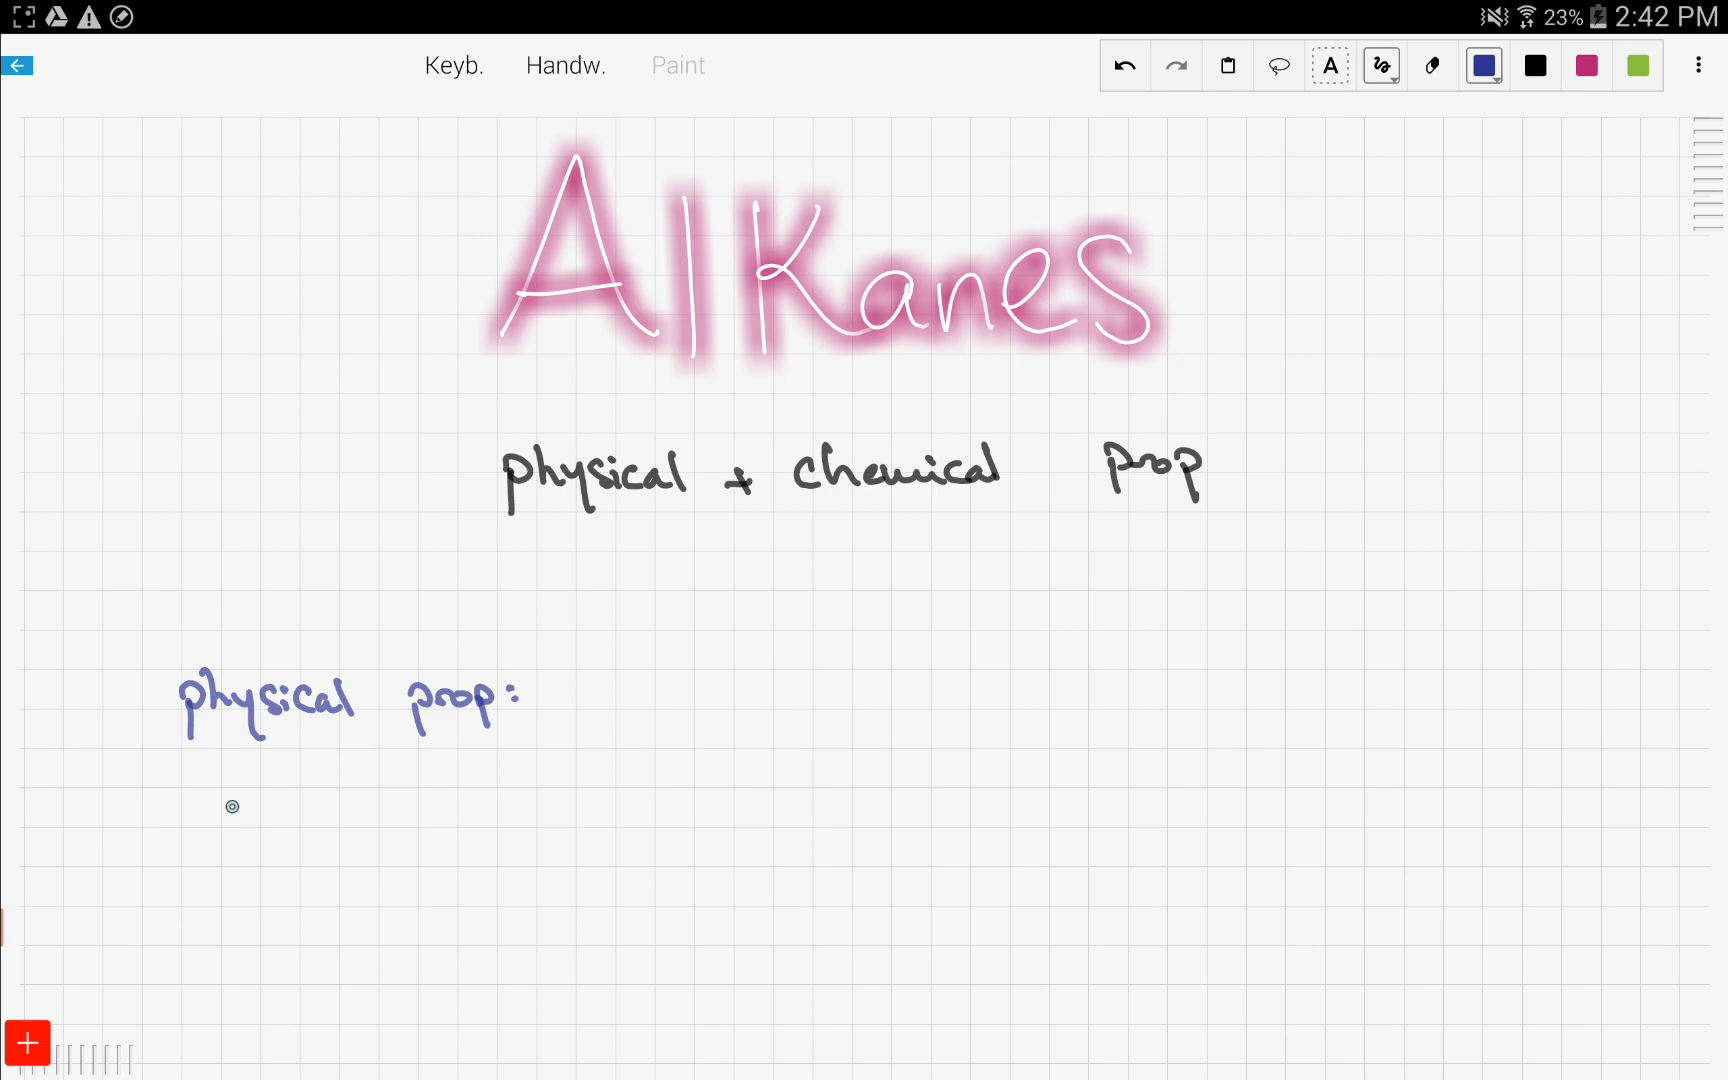 23% 2:42 PM
Keyb. Handw. Paint A
Alkanes
physical + chemical prop
physical prop: